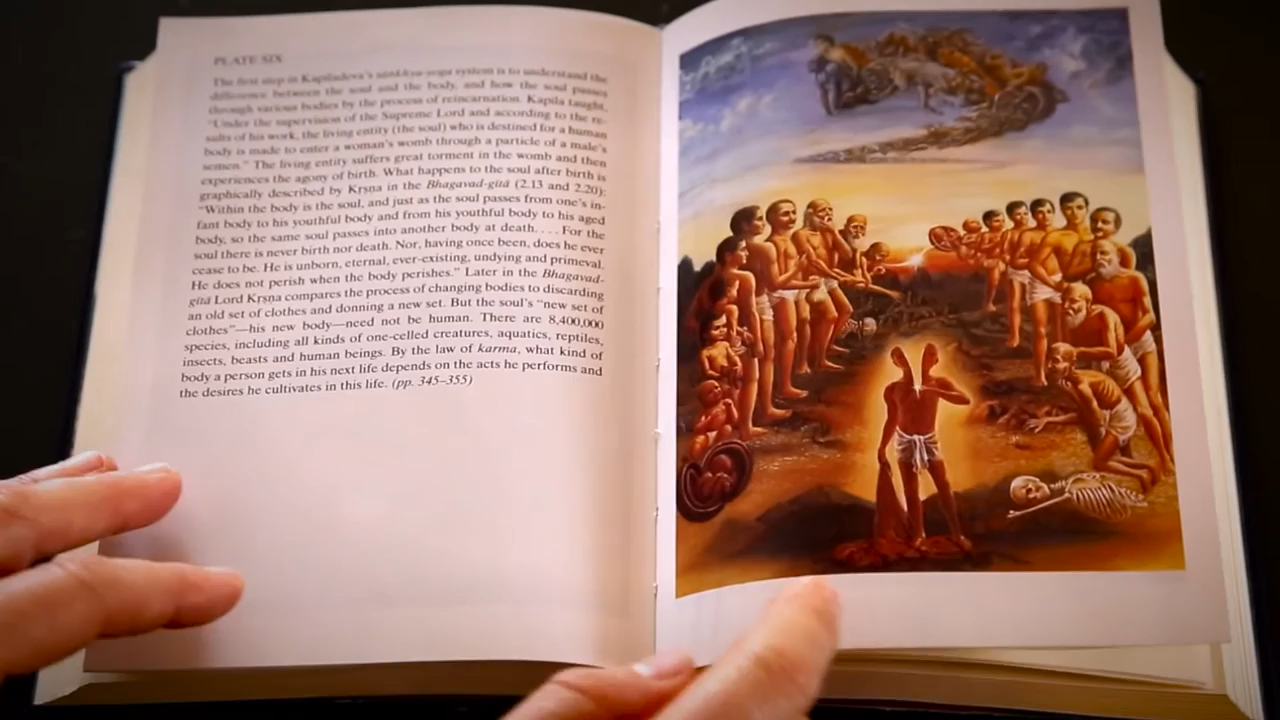 PLATE SIX
The first step in Kapiladeva's sāṅkhya-yoga system is to understand the
difference between the soul and the body, and how the soul passes
through various bodies by the process of reincarnation. Kapila taught,
"Under the supervision of the Supreme Lord and according to the re-
sults of his work, the living entity (the soul) who is destined for a human
body is made to enter a woman's womb through a particle of a male's
semen." The living entity suffers great torment in the womb and then
experiences the agony of birth. What happens to the soul after birth is
graphically described by Kṛṣṇa in the Bhagavad-gītā (2.13 and 2.20):
"Within the body is the soul, and just as the soul passes from one's in-
fant body to his youthful body and from his youthful body to his aged
body, so the same soul passes into another body at death. . . . For the
soul there is never birth nor death. Nor, having once been, does he ever
cease to be. He is unborn, eternal, ever-existing, undying and primeval.
He does not perish when the body perishes." Later in the Bhagavad-
gītā Lord Kṛṣṇa compares the process of changing bodies to discarding
an old set of clothes and donning a new set. But the soul's "new set of
clothes"—his new body—need not be human. There are 8,400,000
species, including all kinds of one-celled creatures, aquatics, reptiles,
insects, beasts and human beings. By the law of karma, what kind of
body a person gets in his next life depends on the acts he performs and
the desires he cultivates in this life. (pp. 345–355)